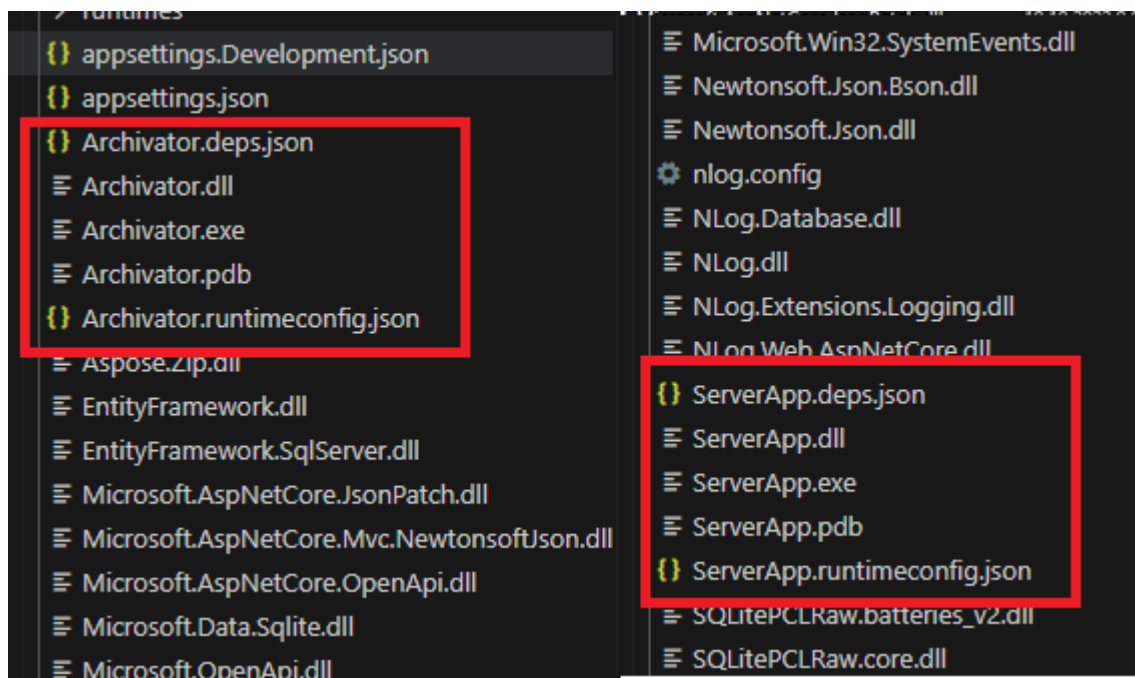 runtimes
appsettings.Development.json
appsettings.json
Archivator.deps.json
Archivator.dll
Archivator.exe
Archivator.pdb
Archivator.runtimeconfig.json
Aspose.Zip.dll
EntityFramework.dll
EntityFramework.SqlServer.dll
Microsoft.AspNetCore.JsonPatch.dll
Microsoft.AspNetCore.Mvc.NewtonsoftJson.dll
Microsoft.AspNetCore.OpenApi.dll
Microsoft.Data.Sqlite.dll
Microsoft.OpenApi.dll
Microsoft.Win32.SystemEvents.dll
Newtonsoft.Json.Bson.dll
Newtonsoft.Json.dll
nlog.config
NLog.Database.dll
NLog.dll
NLog.Extensions.Logging.dll
NLog.Web.AspNetCore.dll
ServerApp.deps.json
ServerApp.dll
ServerApp.exe
ServerApp.pdb
ServerApp.runtimeconfig.json
SQLitePCLRaw.batteries_v2.dll
SQLitePCLRaw.core.dll